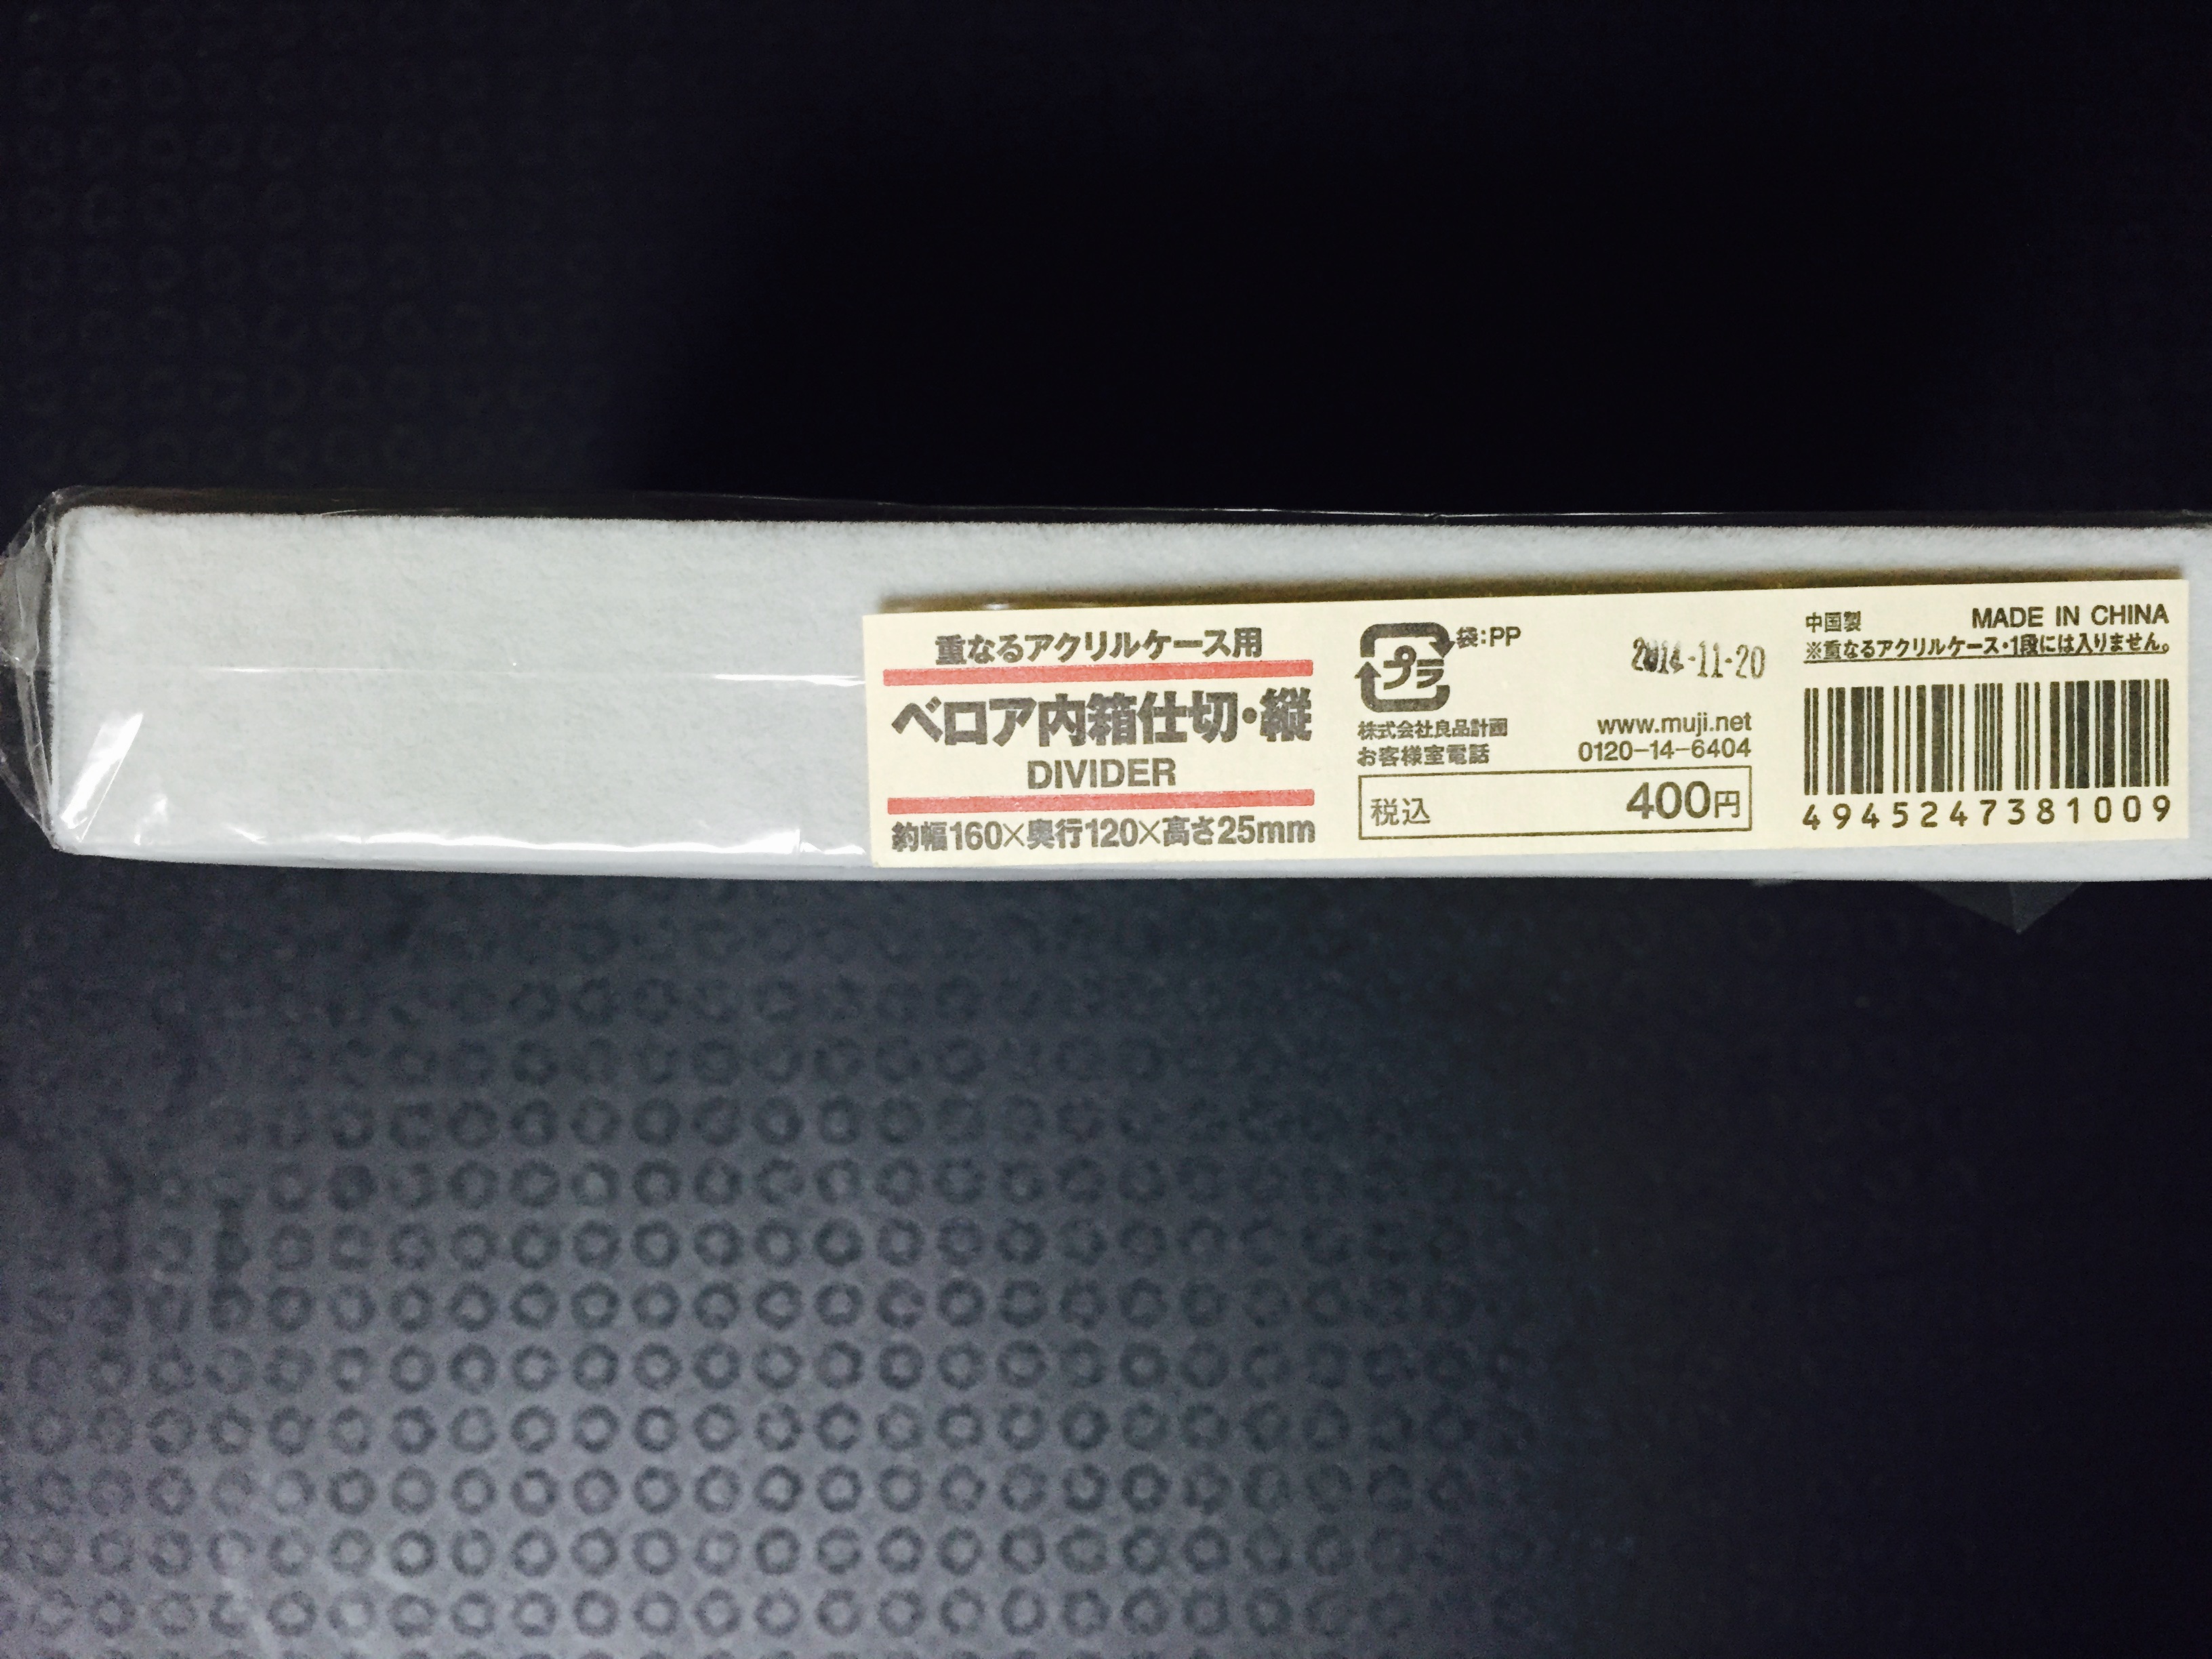 重なるアクリルケース用
ベロア内箱仕切・縦
DIVIDER
約幅160×奥行120×高さ25mm
プラ
袋:PP
2014-11-20
株式会社良品計画
www.muji.net
お客様室電話
0120-14-6404
税込 400円
中国製 MADE IN CHINA
※重なるアクリルケース・1段には入りません。
4945247381009